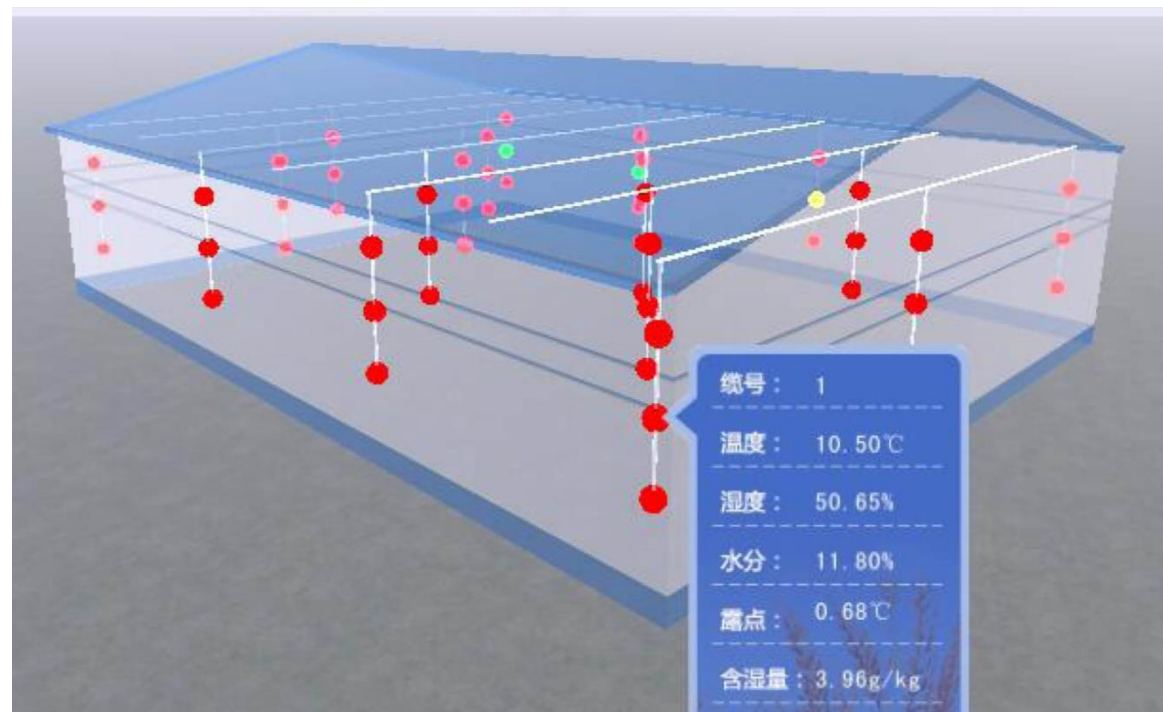 缆号： 1
温度： 10.50℃
湿度： 50.65%
水分： 11.80%
露点： 0.68℃
含湿量：3.96g/kg